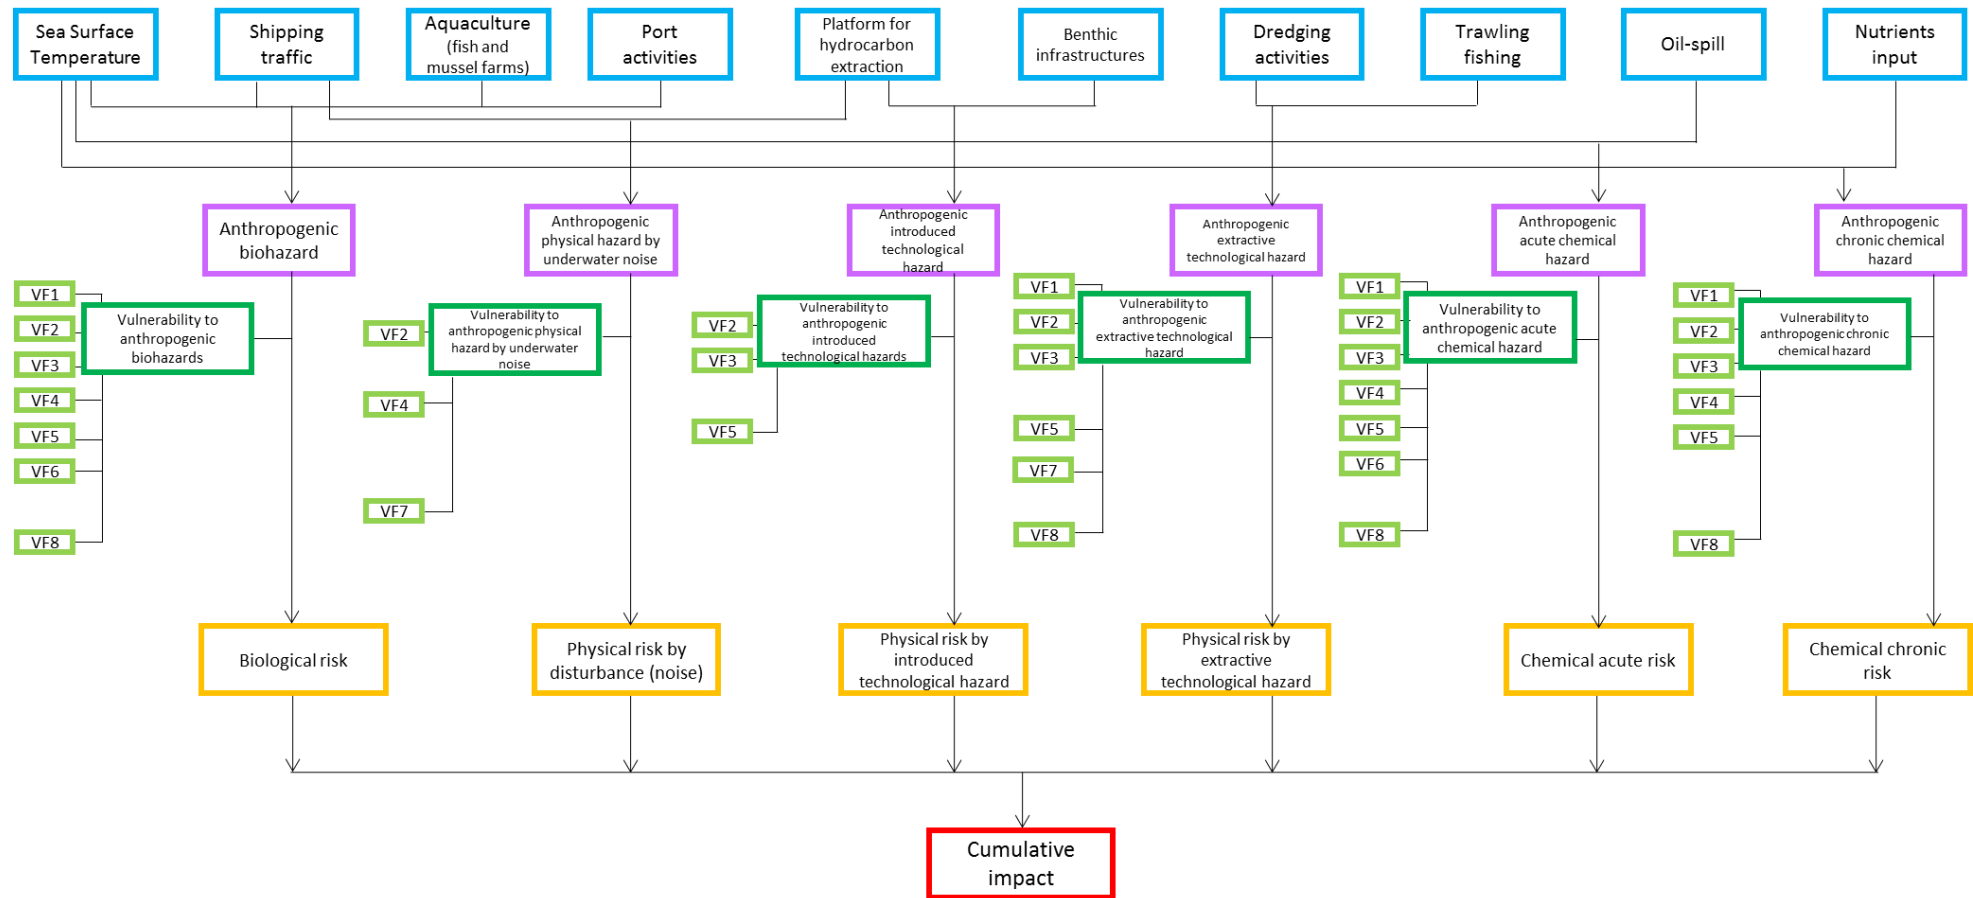 Sea Surface
Temperature
Shipping
traffic
Aquaculture
(fish and
mussel farms)
Port
activities
Platform for
hydrocarbon
extraction
Benthic
infrastructures
Dredging
activities
Trawling
fishing
Oil-spill
Nutrients
input
Anthropogenic
biohazard
Anthropogenic
physical hazard by
underwater noise
Anthropogenic
introduced
technological
hazard
Anthropogenic
extractive
technological hazard
Anthropogenic
acute chemical
hazard
Anthropogenic
chronic chemical
hazard
VF1
VF2
VF3
VF4
VF5
VF6
VF8
Vulnerability to
anthropogenic
biohazards
VF2
VF4
VF7
Vulnerability to
anthropogenic physical
hazard by underwater
noise
VF2
VF3
VF5
Vulnerability to
anthropogenic
introduced
technological hazards
VF1
VF2
VF3
VF5
VF7
VF8
Vulnerability to
anthropogenic
extractive technological
hazard
VF1
VF2
VF3
VF4
VF5
VF6
VF8
Vulnerability to
anthropogenic acute
chemical hazard
VF1
VF2
VF3
VF4
VF5
VF8
Vulnerability to
anthropogenic chronic
chemical hazard
Biological risk
Physical risk by
disturbance (noise)
Physical risk by
introduced
technological hazard
Physical risk by
extractive
technological hazard
Chemical acute risk
Chemical chronic
risk
Cumulative
impact